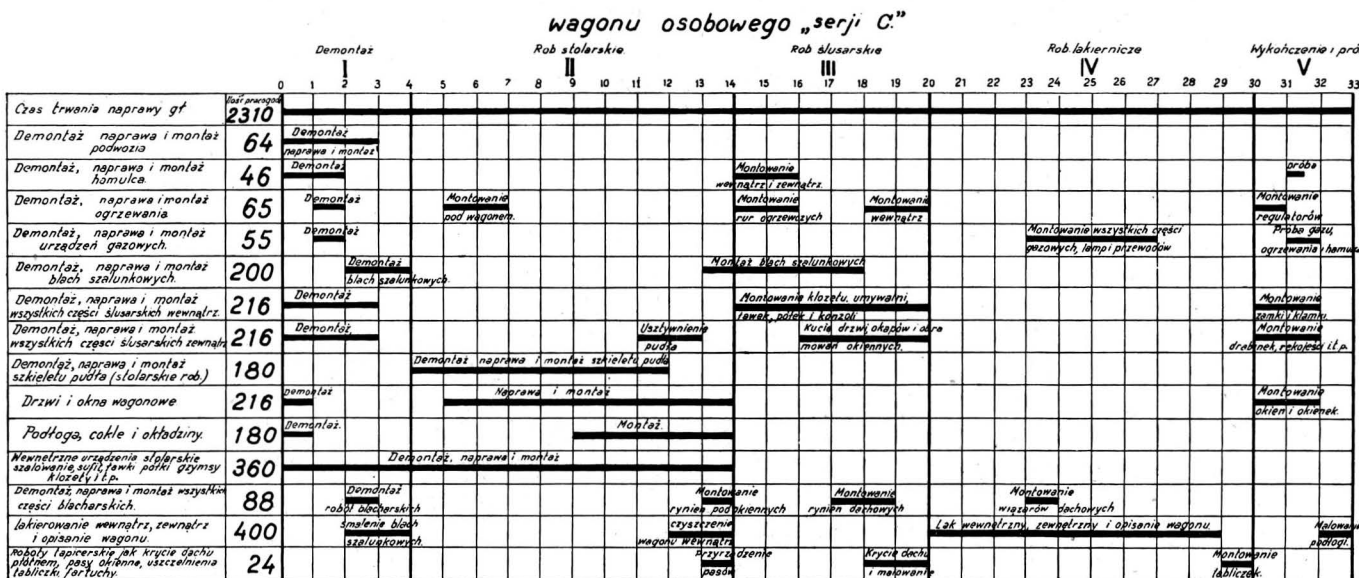 wagonu osobowego „serji C."
Demontaż Rob stolarskie. Rob ślusarskie Rob. lakiernicze Wykończenie i pró
I II III IV V
0 1 2 3 4 5 6 7 8 9 10 11 12 13 14 15 16 17 18 19 20 21 22 23 24 25 26 27 28 29 30 31 32 33
Ilość pracogodz
Czas trwania naprawy gł 2310
Demontaż naprawa i montaż
podwozia 64
Demontaż
naprawa i montaż
Demontaż, naprawa i montaż
hamulca. 46
Demontaż
Montowanie
wewnątrz i zewnątrz.
próba
Demontaż, naprawa i montaż
ogrzewania. 65
Demontaż
Montowanie
pod wagonem.
Montowanie
rur ogrzewczych
Montowani
wewnątrz
Montowanie
regulatorów
Demontaż, naprawa i montaż
urządzeń gazowych. 55
Demontaż
Montowanie wszystkich części
gazowych, lamp i przewodów
Próba gazu,
ogrzewania i hamulca
Demontaż, naprawa i montaż
blach szalunkowych. 200
Demontaż
blach szalunkowych.
Montaż blach szalunkowych
Demontaż, naprawa i montaż
wszystkich części ślusarskich wewnątrz. 216
Demontaż
Montowanie klozetu, umywalni,
ławek, półek i konzoli
Montowanie
zamki i klamki
Demontaż, naprawa i montaż
wszystkich części ślusarskich zewnątrz 216
Demontaż,
Usztywnienie
pudła
Kucie drzwi, okapów i obra
mowań okiennych.
Montowanie
drabinek, rękojeści i t.p.
Demontaż, naprawa i montaż
szkieletu pudła (stolarskie rob.) 180
Demontaż naprawa i montaż szkieletu pudła
Drzwi i okna wagonowe 216
Demontaż
Naprawa i montaż
Montowanie
okien i okienek.
Podłoga, cokle i okładziny. 180
Demontaż.
Montaż.
Wewnętrzne urządzenia stolarskie
szalowanie, sufit, ławki półki gzymsy
klozety i t.p. 360
Demontaż, naprawa i montaż
Demontaż, naprawa i montaż wszystkich
części blacharskich. 88
Demontaż
robót blacharskich
Montowanie
rynien podokiennych
Montowanie
rynien dachowych
Montowanie
wiązarów dachowych
Lakierowanie wewnątrz, zewnątrz
i opisanie wagonu. 400
smalenie blach
szalunkowych.
czyszczenie
wagonu wewnątrz
Lak wewnętrzny, zewnętrzny i opisanie wagonu.
Malowanie
podłogi.
Roboty tapicerskie jak krycie dachu
płótnem, pasy okienne, uszczelnienia
tabliczki, fartuchy. 24
Przyrządzenie
pasów
Krycie dachu
i malowanie
Montowanie
tabliczek.